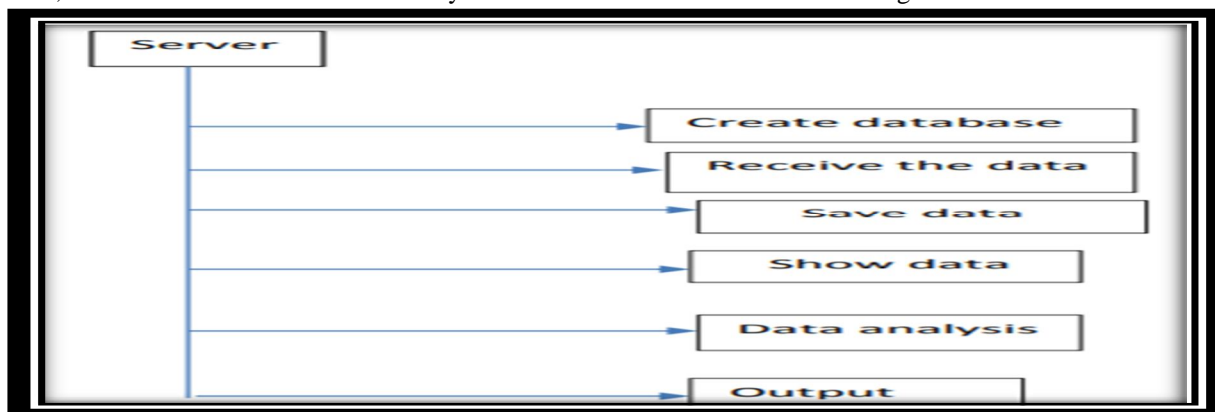 Server
Create database
Receive the data
Save data
Show data
Data analysis
Output